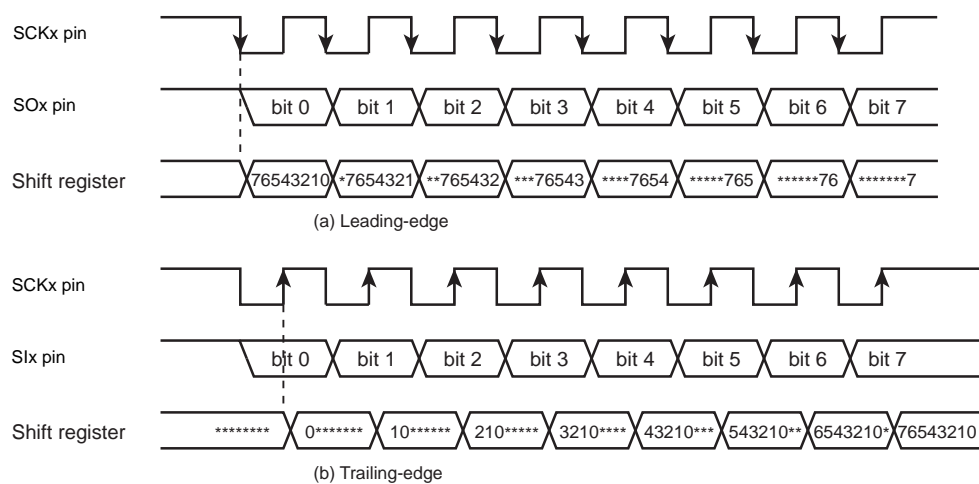 SCKx pin
SOx pin bit 0 bit 1 bit 2 bit 3 bit 4 bit 5 bit 6 bit 7
Shift register 76543210 *7654321 **765432 ***76543 ****7654 *****765 ******76 *******7
(a) Leading-edge
SCKx pin
SIx pin bit 0 bit 1 bit 2 bit 3 bit 4 bit 5 bit 6 bit 7
Shift register ******** 0******* 10****** 210***** 3210**** 43210*** 543210** 6543210* 76543210
(b) Trailing-edge